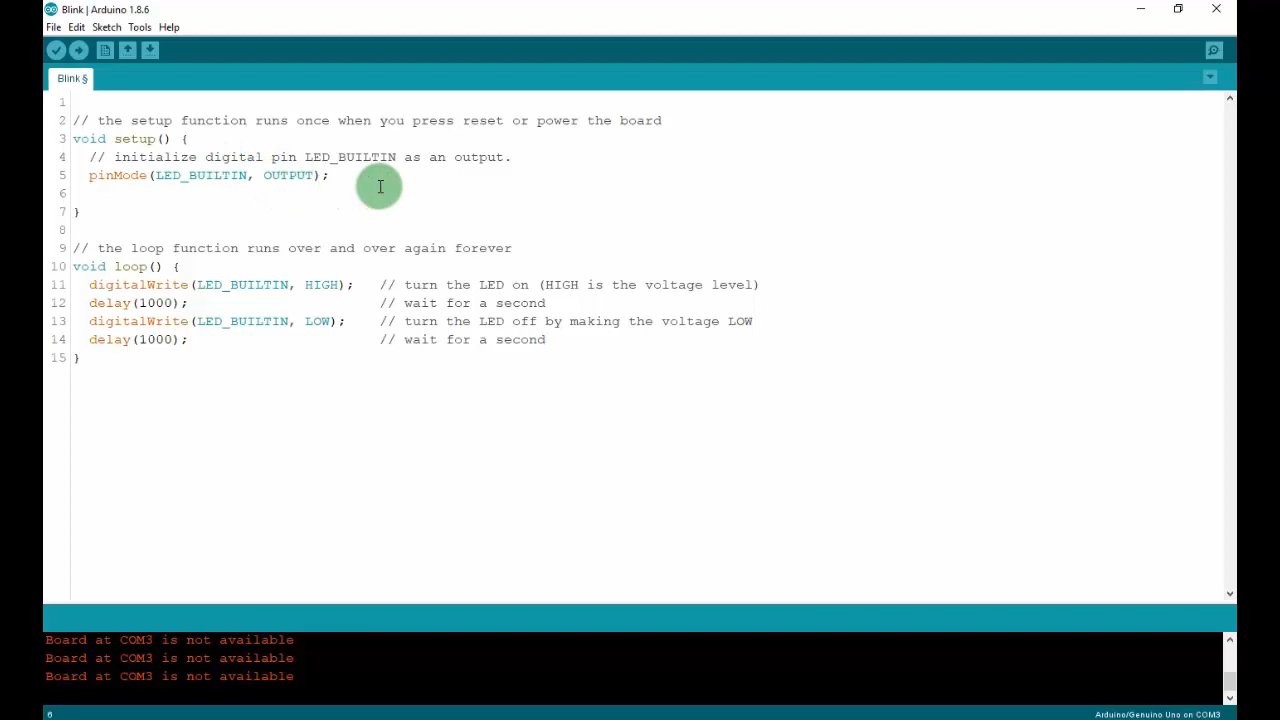 Blink | Arduino 1.8.6
File Edit Sketch Tools Help
Blink §
1
2 // the setup function runs once when you press reset or power the board
3 void setup() {
4 // initialize digital pin LED_BUILTIN as an output.
5 pinMode(LED_BUILTIN, OUTPUT);
6
7 }
8
9 // the loop function runs over and over again forever
10 void loop() {
11 digitalWrite(LED_BUILTIN, HIGH); // turn the LED on (HIGH is the voltage level)
12 delay(1000); // wait for a second
13 digitalWrite(LED_BUILTIN, LOW); // turn the LED off by making the voltage LOW
14 delay(1000); // wait for a second
15 }
Board at COM3 is not available
Board at COM3 is not available
Board at COM3 is not available
6 Arduino/Genuino Uno on COM3